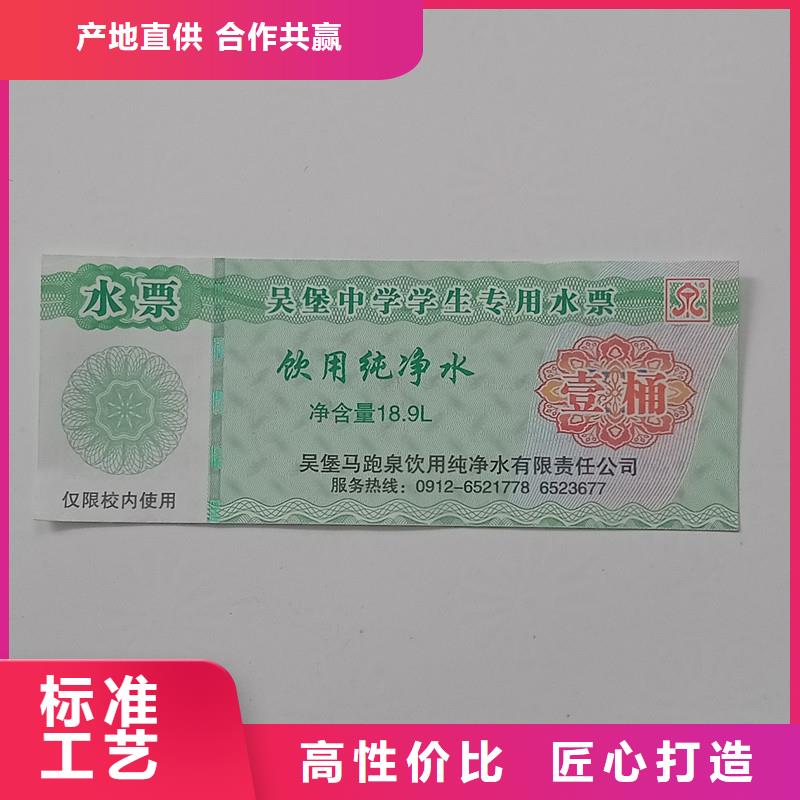 产地直供 合作共赢
水票
吴堡中学学生专用水票
饮用纯净水
净含量18.9L
壹桶
吴堡马跑泉饮用纯净水有限责任公司
服务热线：0912-6521778 6523677
仅限校内使用
标准
工艺
高性价比 匠心打造